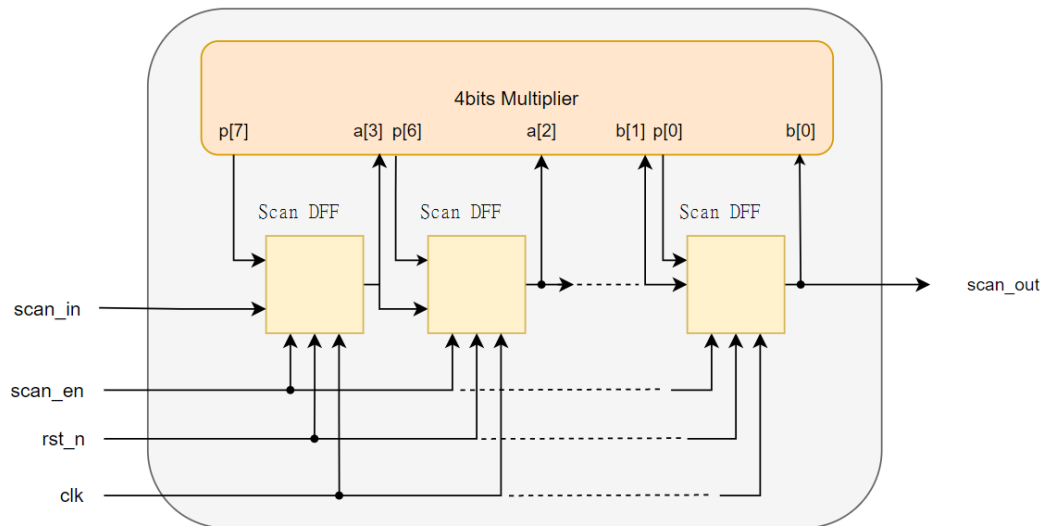 4bits Multiplier
p[7] a[3] p[6] a[2] b[1] p[0] b[0]
Scan DFF Scan DFF Scan DFF
scan_in
scan_out
scan_en
rst_n
clk